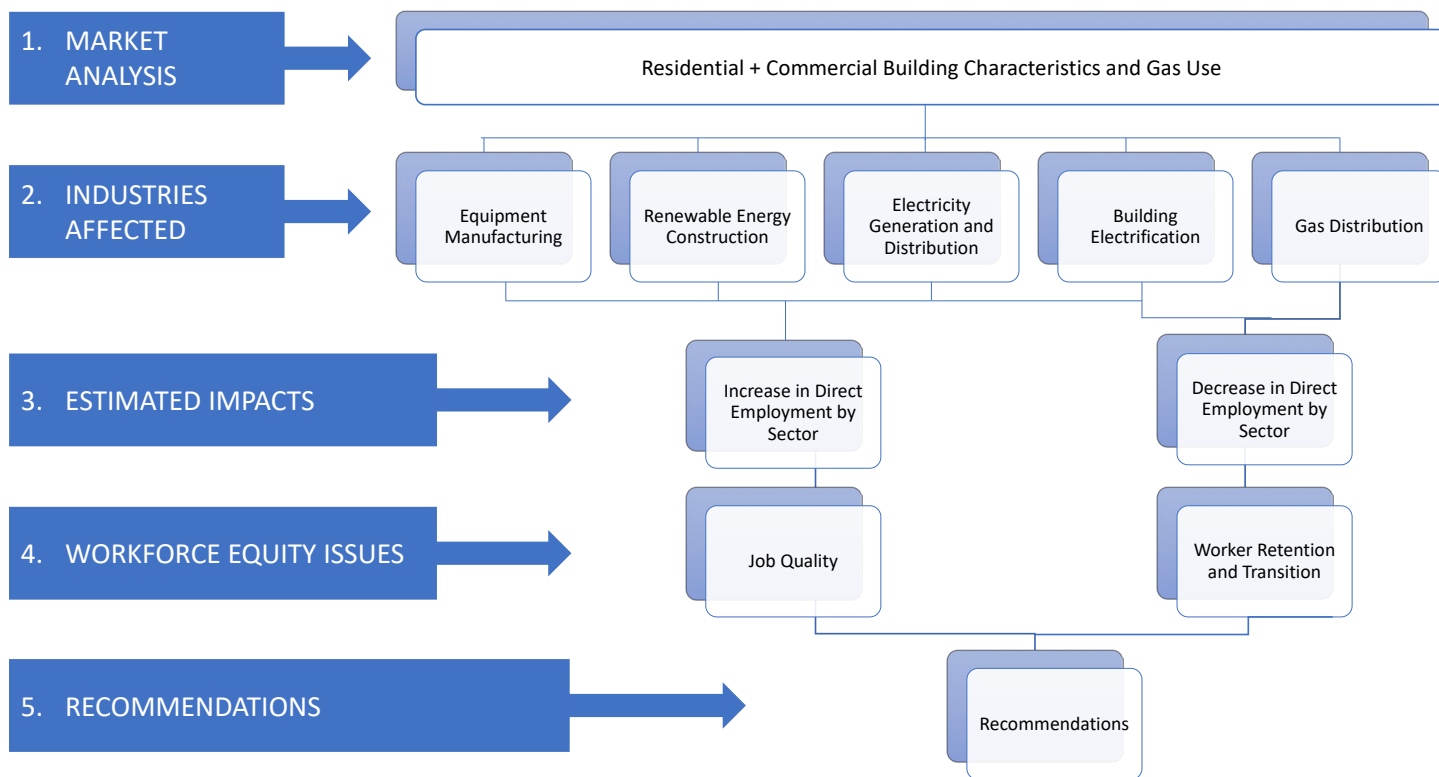 1. MARKET
ANALYSIS
Residential + Commercial Building Characteristics and Gas Use
2. INDUSTRIES
AFFECTED
Equipment
Manufacturing
Renewable Energy
Construction
Electricity
Generation and
Distribution
Building
Electrification
Gas Distribution
3. ESTIMATED IMPACTS
Increase in Direct
Employment by
Sector
Decrease in Direct
Employment by
Sector
4. WORKFORCE EQUITY ISSUES
Job Quality
Worker Retention
and Transition
5. RECOMMENDATIONS
Recommendations